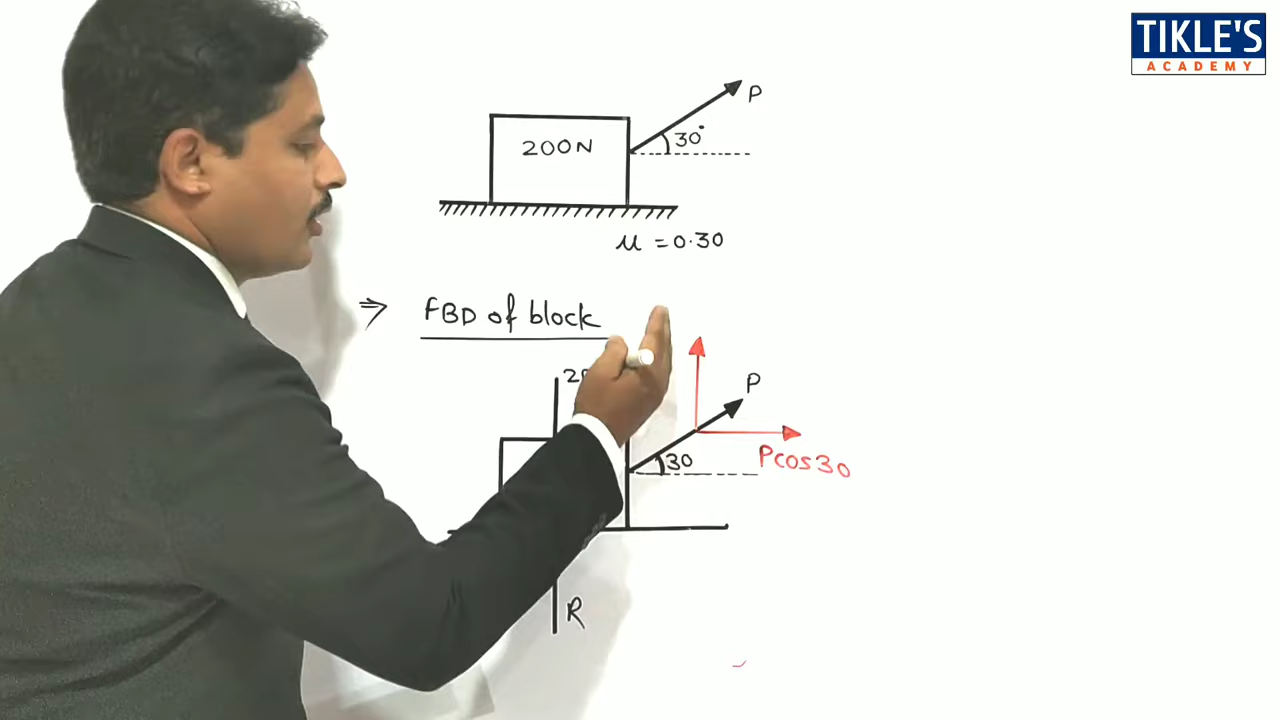 TIKLE'S
ACADEMY
P
200N
30°
μ = 0.30
⇒ FBD of block
P
30
Pcos30
R